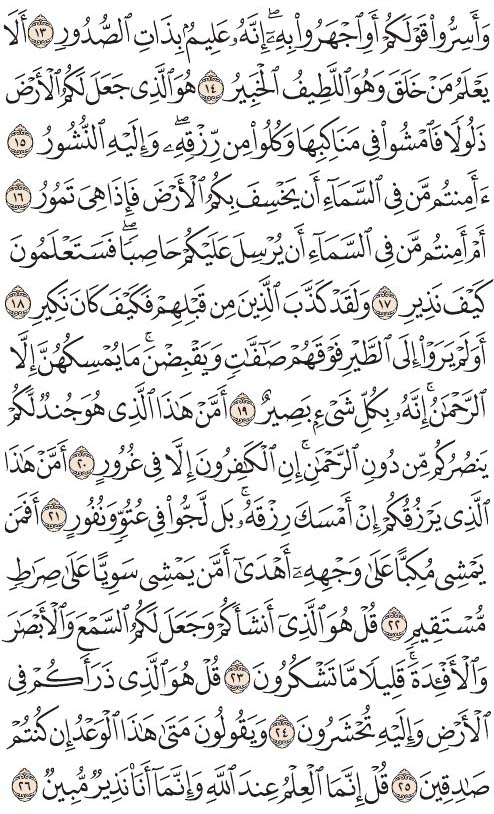 وَأَسِرُّوا۟ قَوْلَكُمْ أَوِ ٱجْهَرُوا۟ بِهِۦٓ ۖ إِنَّهُۥ عَلِيمٌۢ بِذَاتِ ٱلصُّدُورِ ١٣ أَلَا
يَعْلَمُ مَنْ خَلَقَ وَهُوَ ٱللَّطِيفُ ٱلْخَبِيرُ ١٤ هُوَ ٱلَّذِى جَعَلَ لَكُمُ ٱلْأَرْضَ
ذَلُولًا فَٱمْشُوا۟ فِى مَنَاكِبِهَا وَكُلُوا۟ مِن رِّزْقِهِۦ ۖ وَإِلَيْهِ ٱلنُّشُورُ ١٥
ءَأَمِنتُم مَّن فِى ٱلسَّمَآءِ أَن يَخْسِفَ بِكُمُ ٱلْأَرْضَ فَإِذَا هِىَ تَمُورُ ١٦
أَمْ أَمِنتُم مَّن فِى ٱلسَّمَآءِ أَن يُرْسِلَ عَلَيْكُمْ حَاصِبًا ۖ فَسَتَعْلَمُونَ
كَيْفَ نَذِيرِ ١٧ وَلَقَدْ كَذَّبَ ٱلَّذِينَ مِن قَبْلِهِمْ فَكَيْفَ كَانَ نَكِيرِ ١٨
أَوَلَمْ يَرَوْا۟ إِلَى ٱلطَّيْرِ فَوْقَهُمْ صَٰٓفَّٰتٍ وَيَقْبِضْنَ ۚ مَا يُمْسِكُهُنَّ إِلَّا
ٱلرَّحْمَٰنُ ۚ إِنَّهُۥ بِكُلِّ شَىْءٍۭ بَصِيرٌ ١٩ أَمَّنْ هَٰذَا ٱلَّذِى هُوَ جُندٌ لَّكُمْ
يَنصُرُكُم مِّن دُونِ ٱلرَّحْمَٰنِ ۚ إِنِ ٱلْكَٰفِرُونَ إِلَّا فِى غُرُورٍ ٢٠ أَمَّنْ هَٰذَا
ٱلَّذِى يَرْزُقُكُمْ إِنْ أَمْسَكَ رِزْقَهُۥ ۚ بَل لَّجُّوا۟ فِى عُتُوٍّ وَنُفُورٍ ٢١ أَفَمَن
يَمْشِى مُكِبًّا عَلَىٰ وَجْهِهِۦٓ أَهْدَىٰٓ أَمَّن يَمْشِى سَوِيًّا عَلَىٰ صِرَٰطٍ
مُّسْتَقِيمٍ ٢٢ قُلْ هُوَ ٱلَّذِىٓ أَنشَأَكُمْ وَجَعَلَ لَكُمُ ٱلسَّمْعَ وَٱلْأَبْصَٰرَ
وَٱلْأَفْـِٔدَةَ ۖ قَلِيلًا مَّا تَشْكُرُونَ ٢٣ قُلْ هُوَ ٱلَّذِى ذَرَأَكُمْ فِى
ٱلْأَرْضِ وَإِلَيْهِ تُحْشَرُونَ ٢٤ وَيَقُولُونَ مَتَىٰ هَٰذَا ٱلْوَعْدُ إِن كُنتُمْ
صَٰدِقِينَ ٢٥ قُلْ إِنَّمَا ٱلْعِلْمُ عِندَ ٱللَّهِ وَإِنَّمَآ أَنَا۠ نَذِيرٌ مُّبِينٌ ٢٦